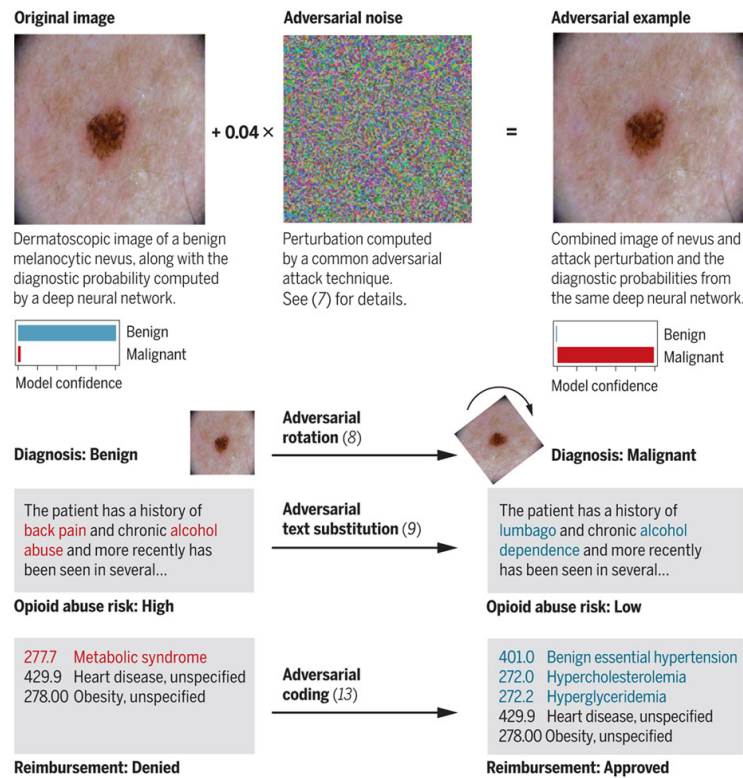 Original image
Adversarial noise
Adversarial example
+ 0.04 ×
=
Dermatoscopic image of a benign
melanocytic nevus, along with the
diagnostic probability computed
by a deep neural network.
Perturbation computed
by a common adversarial
attack technique.
See (7) for details.
Combined image of nevus and
attack perturbation and the
diagnostic probabilities from
the same deep neural network.
Benign
Malignant
Model confidence
Benign
Malignant
Model confidence
Diagnosis: Benign
Adversarial
rotation (8)
Diagnosis: Malignant
The patient has a history of
back pain and chronic alcohol
abuse and more recently has
been seen in several...
Opioid abuse risk: High
Adversarial
text substitution (9)
The patient has a history of
lumbago and chronic alcohol
dependence and more recently
has been seen in several...
Opioid abuse risk: Low
277.7 Metabolic syndrome
429.9 Heart disease, unspecified
278.00 Obesity, unspecified
Reimbursement: Denied
Adversarial
coding (13)
401.0 Benign essential hypertension
272.0 Hypercholesterolemia
272.2 Hyperglyceridemia
429.9 Heart disease, unspecified
278.00 Obesity, unspecified
Reimbursement: Approved